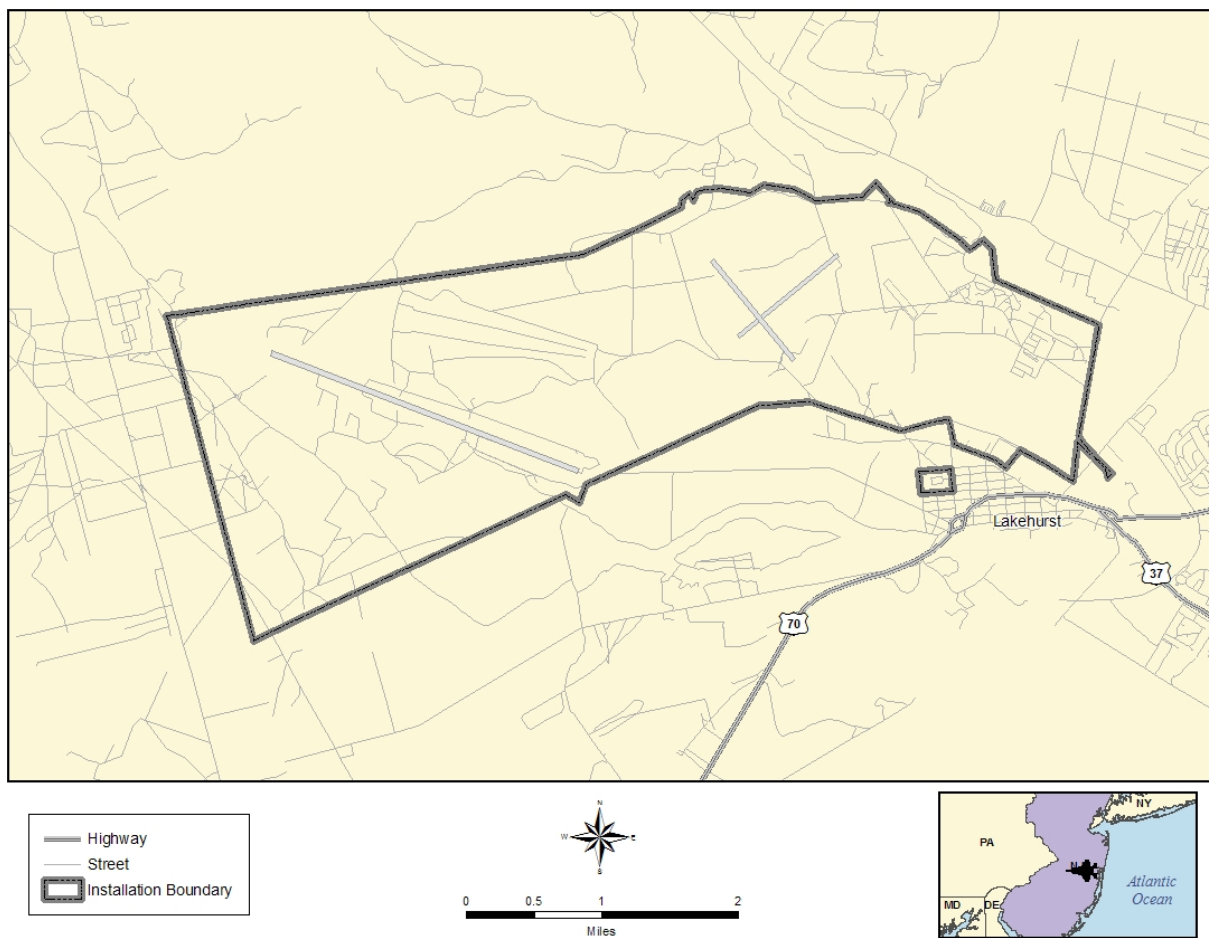 Lakehurst
37
70
Highway
Street
Installation Boundary
N
W
E
S
0
0.5
1
2
Miles
NY
PA
N
MD
DE
Atlantic
Ocean